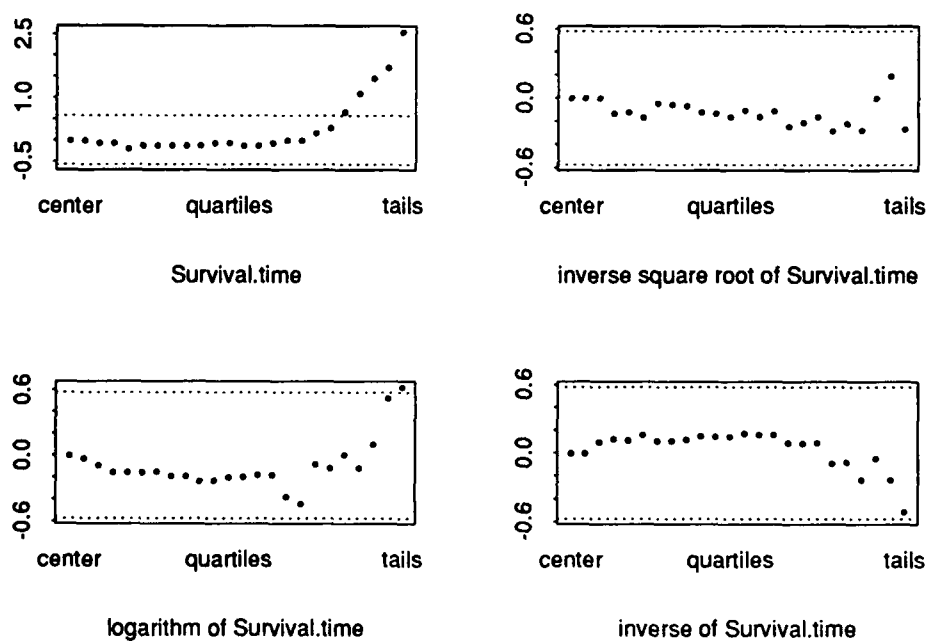 2.5
1.0
-0.5
center quartiles tails
Survival.time
0.6
0.0
-0.6
center quartiles tails
inverse square root of Survival.time
0.6
0.0
-0.6
center quartiles tails
logarithm of Survival.time
0.6
0.0
-0.6
center quartiles tails
inverse of Survival.time